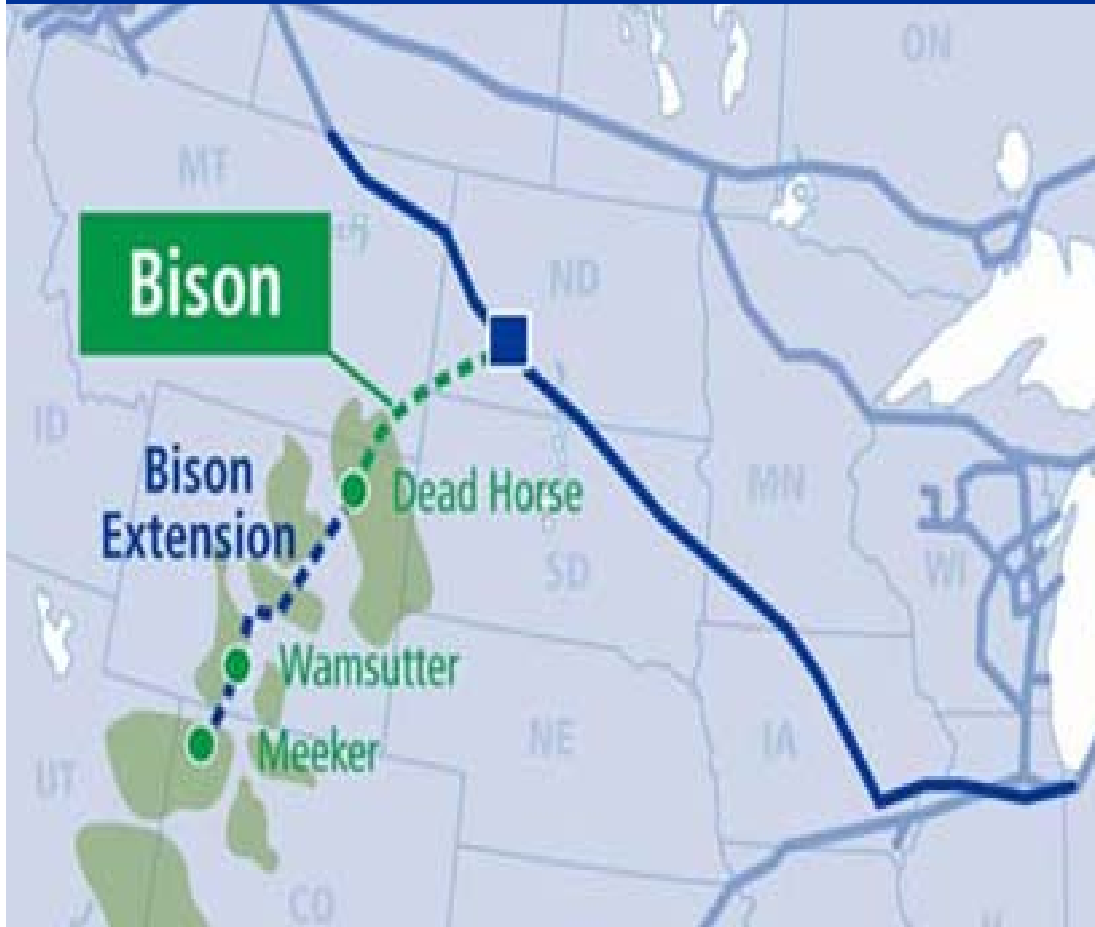 ON
MT
Bison
ND
ID
Bison
Extension
Dead Horse
MN
SD
WI
Wamsutter
NE
IA
Meeker
UT
CO